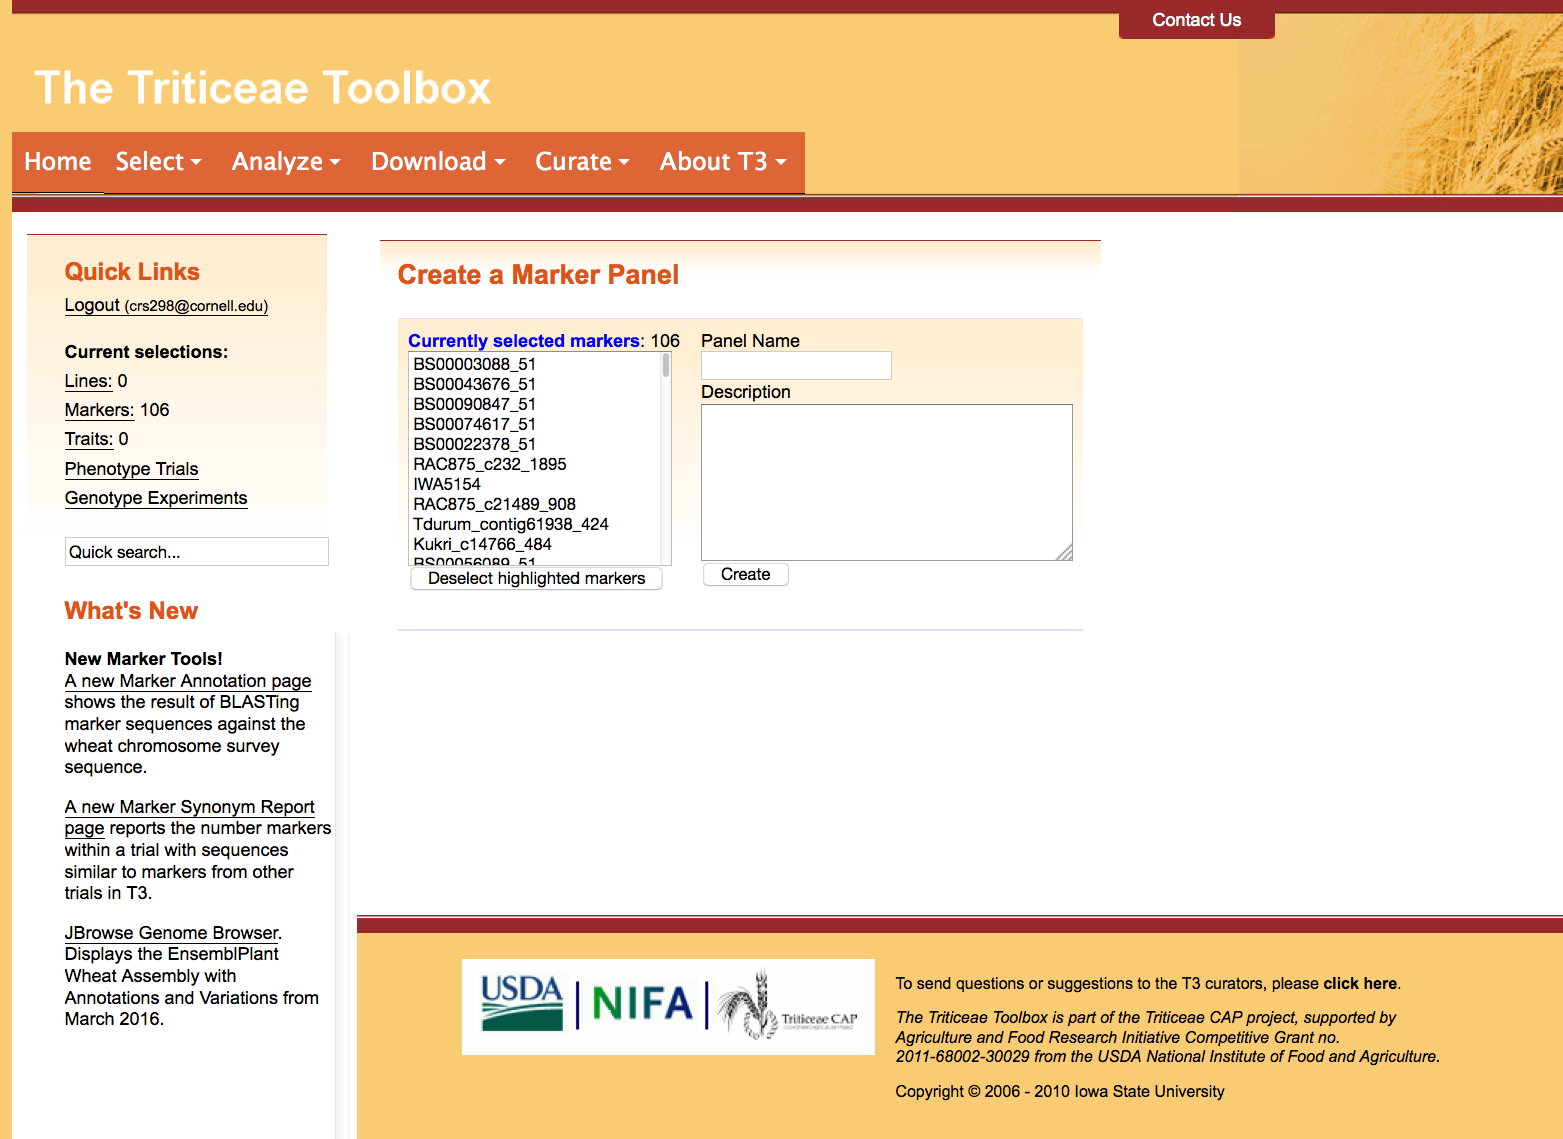 Contact Us
The Triticeae Toolbox
Home Select Analyze Download Curate About T3
Quick Links
Logout (crs298@cornell.edu)
Current selections:
Lines: 0
Markers: 106
Traits: 0
Phenotype Trials
Genotype Experiments
Quick search...
What's New
New Marker Tools!
A new Marker Annotation page
shows the result of BLASTing
marker sequences against the
wheat chromosome survey
sequence.
A new Marker Synonym Report
page reports the number markers
within a trial with sequences
similar to markers from other
trials in T3.
JBrowse Genome Browser.
Displays the EnsemblPlant
Wheat Assembly with
Annotations and Variations from
March 2016.
Create a Marker Panel
Currently selected markers: 106
BS00003088_51
BS00043676_51
BS00090847_51
BS00074617_51
BS00022378_51
RAC875_c232_1895
IWA5154
RAC875_c21489_908
Tdurum_contig61938_424
Kukri_c14766_484
BS00056089_51
Deselect highlighted markers
Panel Name
Description
Create
USDA NIFA Triticeae CAP
To send questions or suggestions to the T3 curators, please click here.
The Triticeae Toolbox is part of the Triticeae CAP project, supported by
Agriculture and Food Research Initiative Competitive Grant no.
2011-68002-30029 from the USDA National Institute of Food and Agriculture.
Copyright © 2006 - 2010 Iowa State University